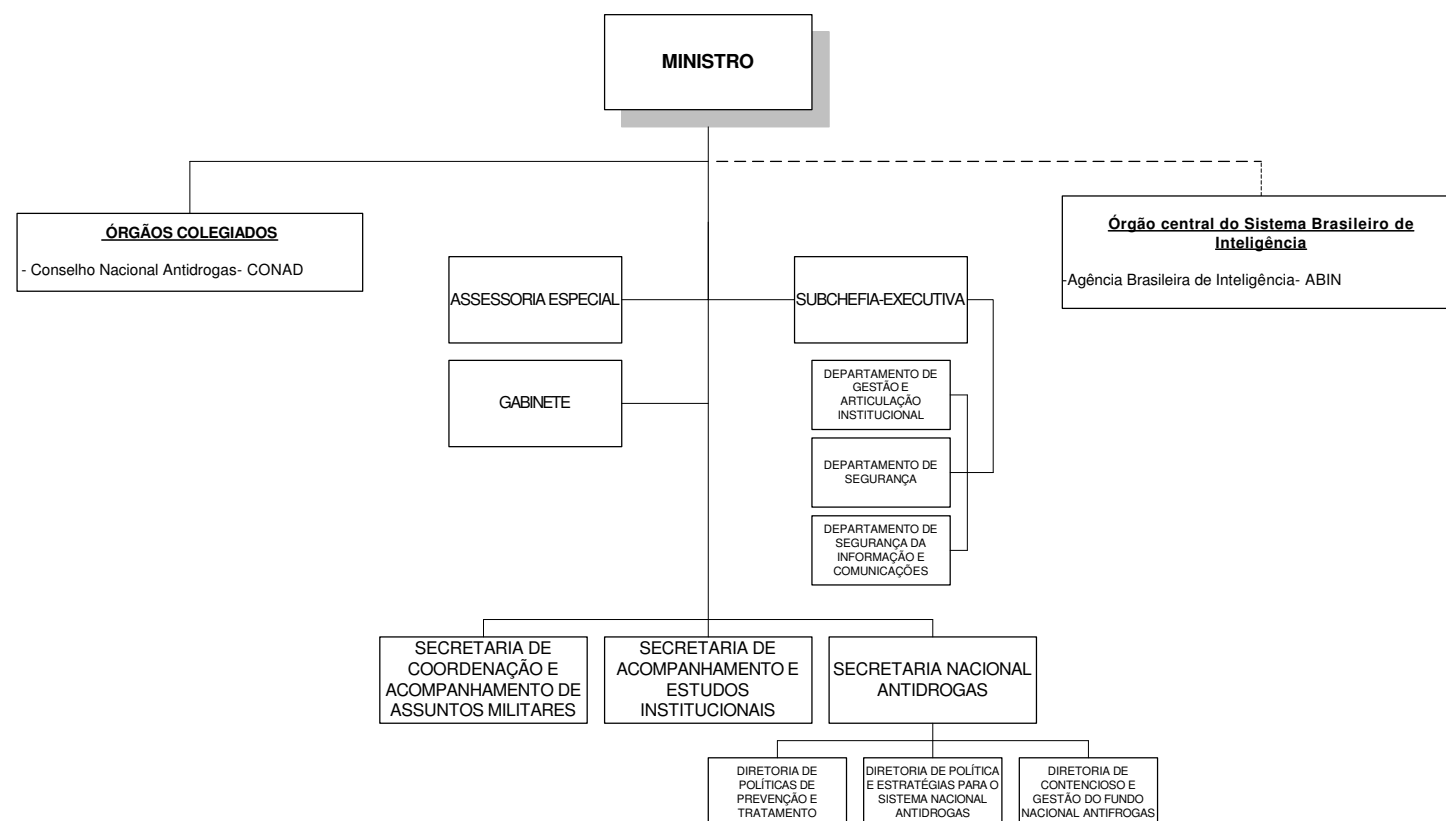 MINISTRO
ÓRGÃOS COLEGIADOS
- Conselho Nacional Antidrogas- CONAD
Órgão central do Sistema Brasileiro de
Inteligência
-Agência Brasileira de Inteligência- ABIN
ASSESSORIA ESPECIAL
SUBCHEFIA-EXECUTIVA
GABINETE
DEPARTAMENTO DE
GESTÃO E
ARTICULAÇÃO
INSTITUCIONAL
DEPARTAMENTO DE
SEGURANÇA
DEPARTAMENTO DE
SEGURANÇA DA
INFORMAÇÃO E
COMUNICAÇÕES
SECRETARIA DE
COORDENAÇÃO E
ACOMPANHAMENTO DE
ASSUNTOS MILITARES
SECRETARIA DE
ACOMPANHAMENTO E
ESTUDOS
INSTITUCIONAIS
SECRETARIA NACIONAL
ANTIDROGAS
DIRETORIA DE
POLÍTICAS DE
PREVENÇÃO E
TRATAMENTO
DIRETORIA DE POLÍTICA
E ESTRATÉGIAS PARA O
SISTEMA NACIONAL
ANTIDROGAS
DIRETORIA DE
CONTENCIOSO E
GESTÃO DO FUNDO
NACIONAL ANTIFROGAS